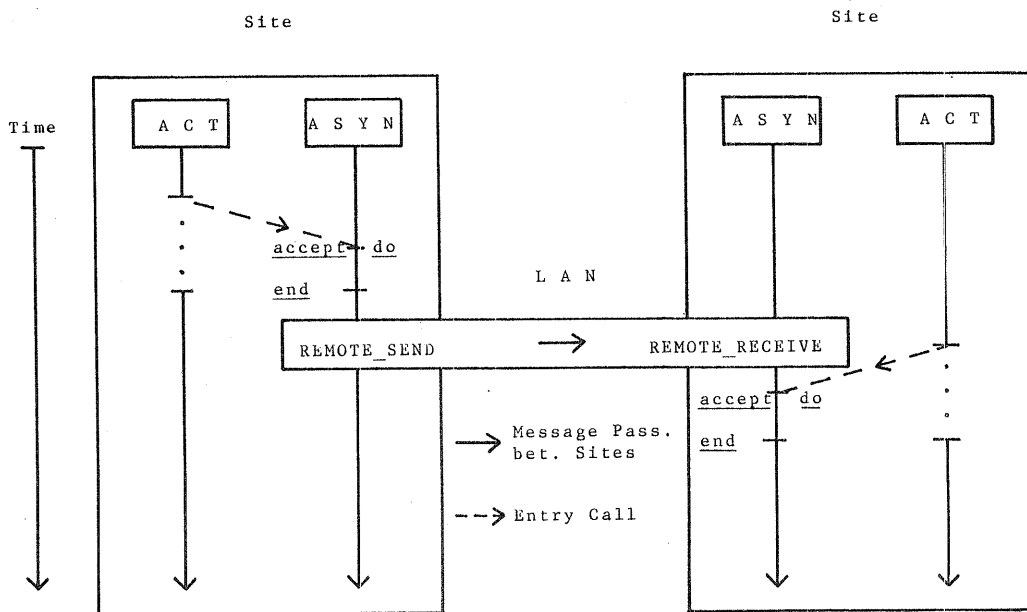 Site
Site
A C T
A S Y N
A S Y N
A C T
Time
accept do
end
L A N
REMOTE_SEND
REMOTE_RECEIVE
accept do
end
Message Pass.
bet. Sites
Entry Call